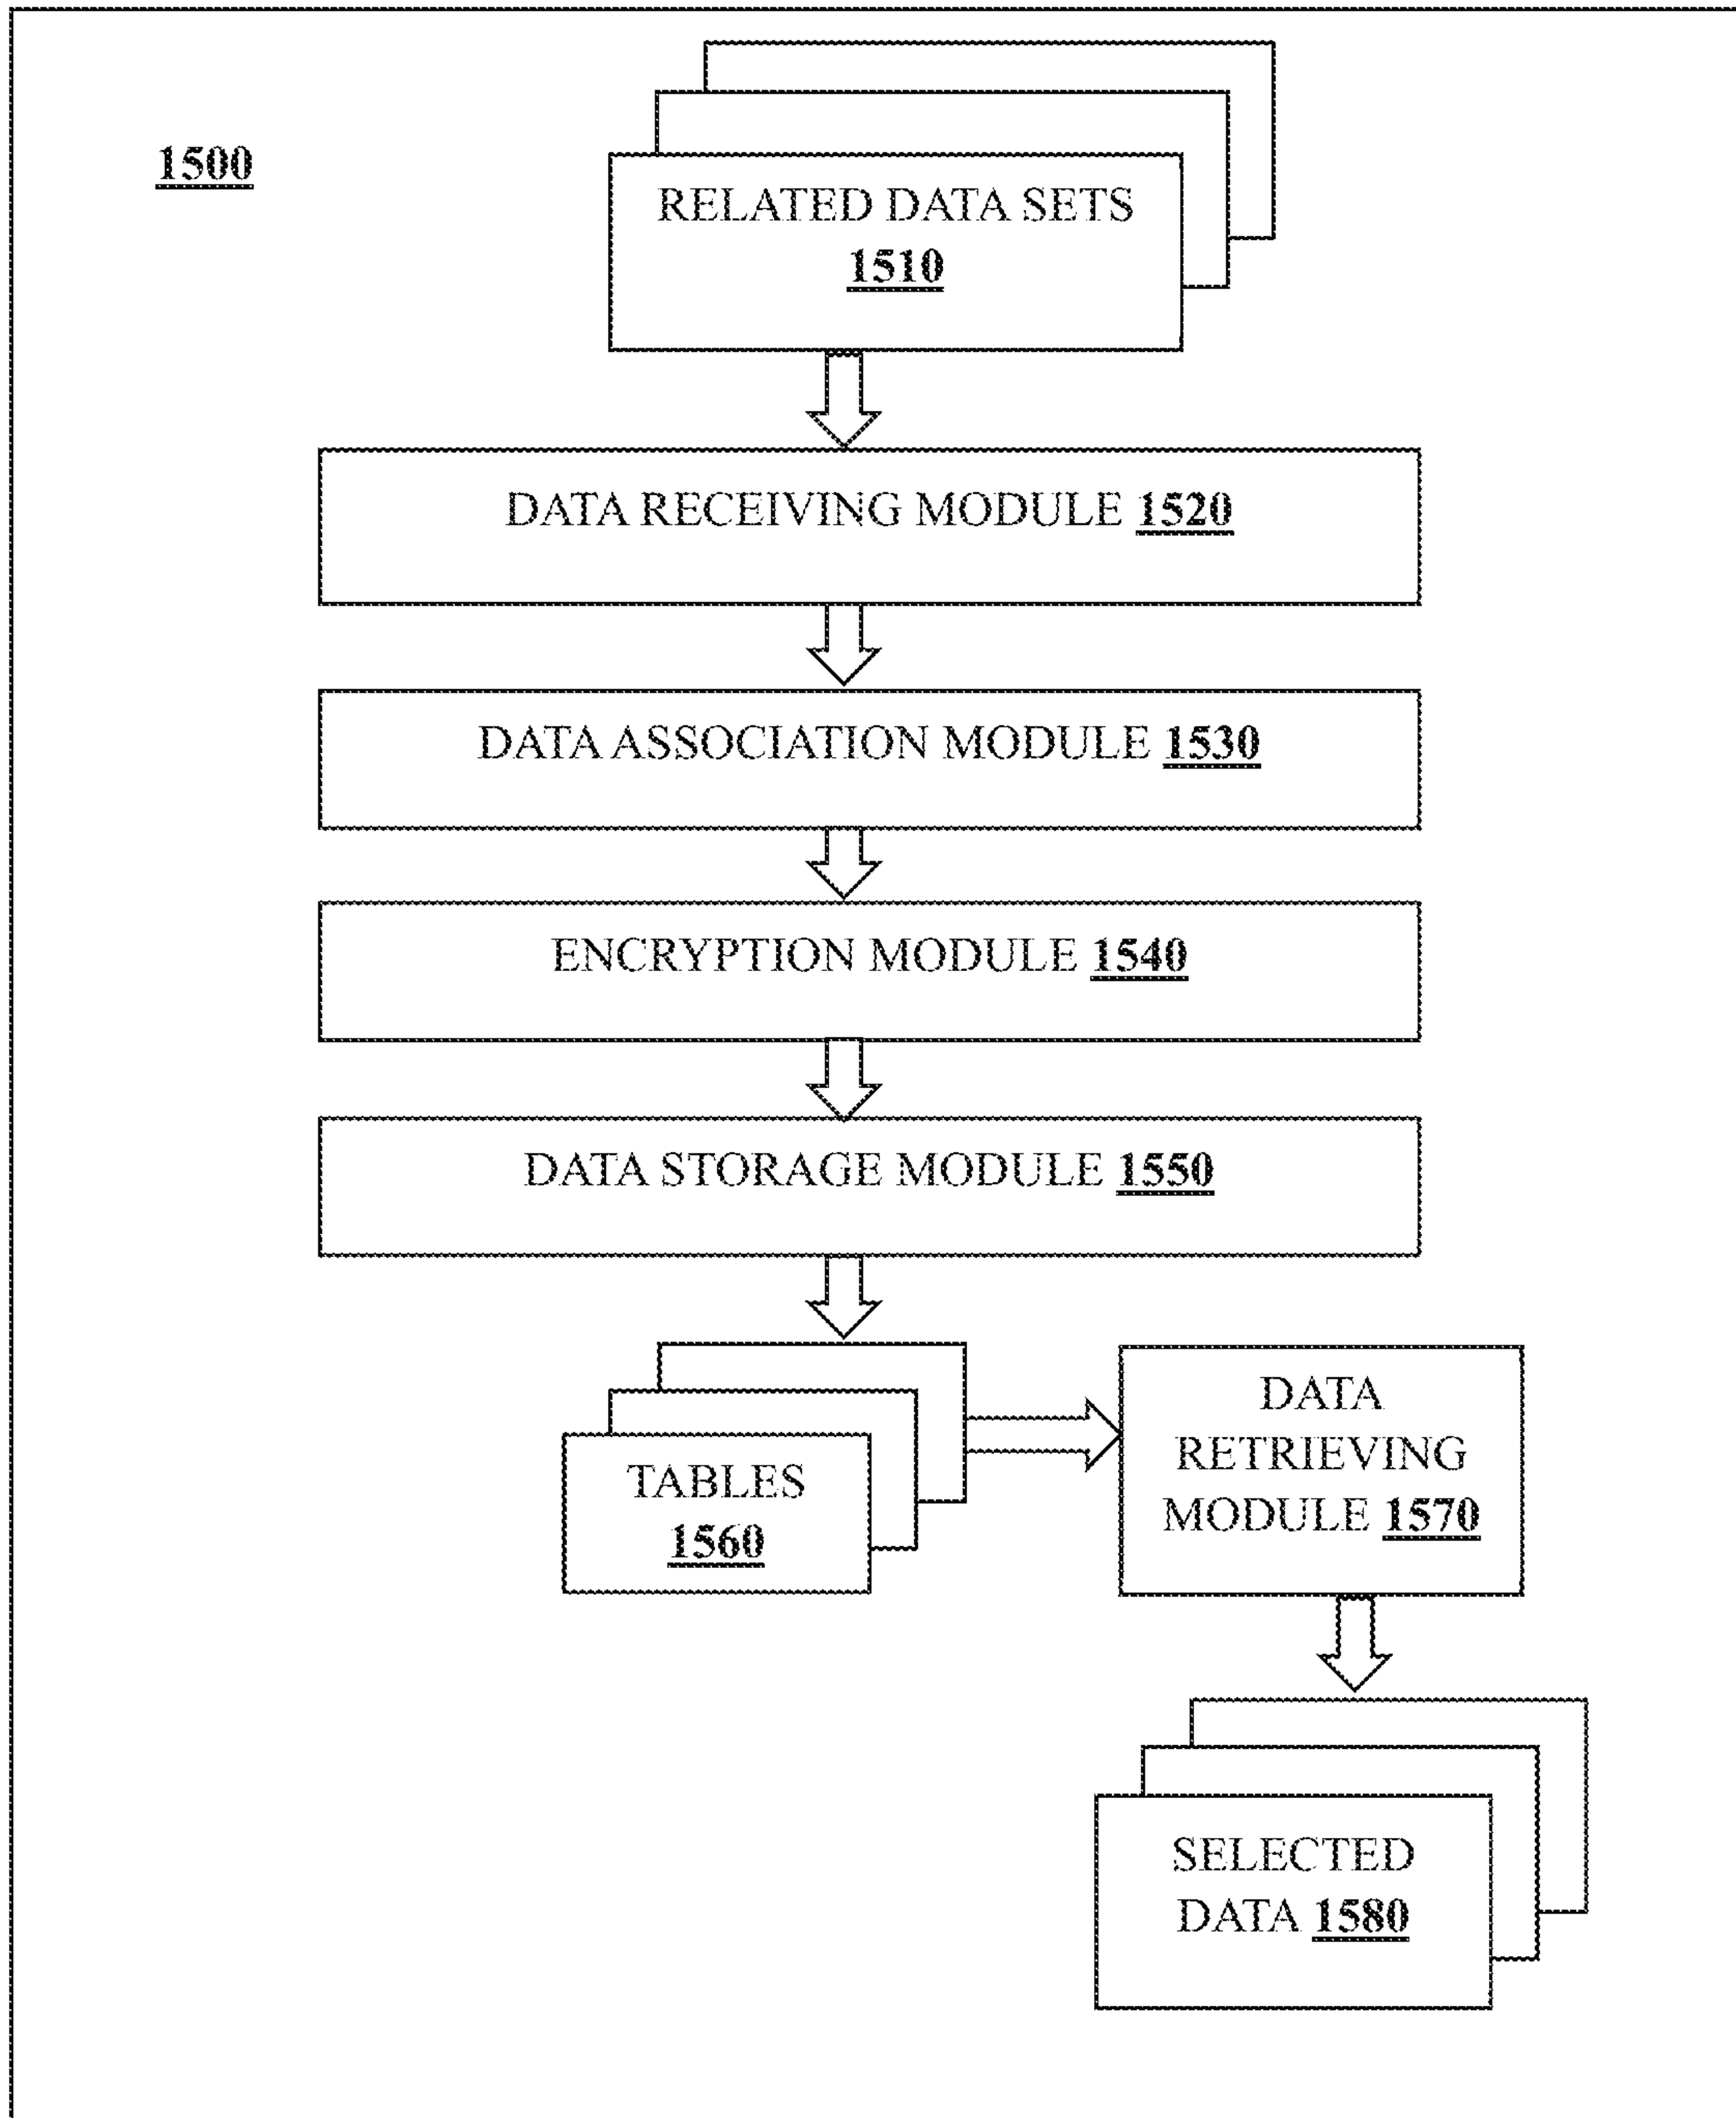 1500
RELATED DATA SETS
1510
DATA RECEIVING MODULE 1520
DATA ASSOCIATION MODULE 1530
ENCRYPTION MODULE 1540
DATA STORAGE MODULE 1550
TABLES
1560
DATA
RETRIEVING
MODULE 1570
SELECTED
DATA 1580